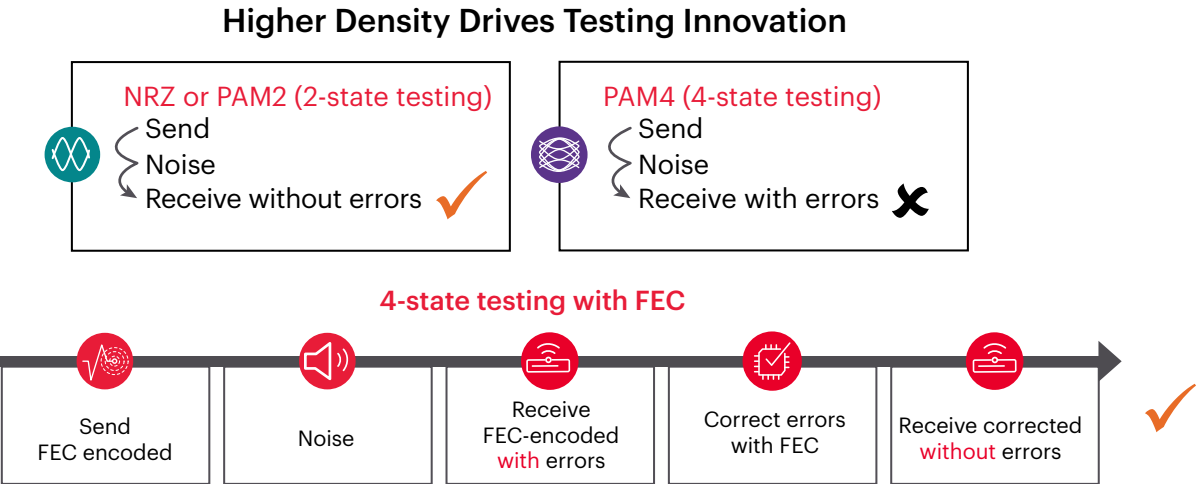 Higher Density Drives Testing Innovation
NRZ or PAM2 (2-state testing)
Send
Noise
Receive without errors
PAM4 (4-state testing)
Send
Noise
Receive with errors
4-state testing with FEC
Send
FEC encoded
Noise
Receive
FEC-encoded
with errors
Correct errors
with FEC
Receive corrected
without errors